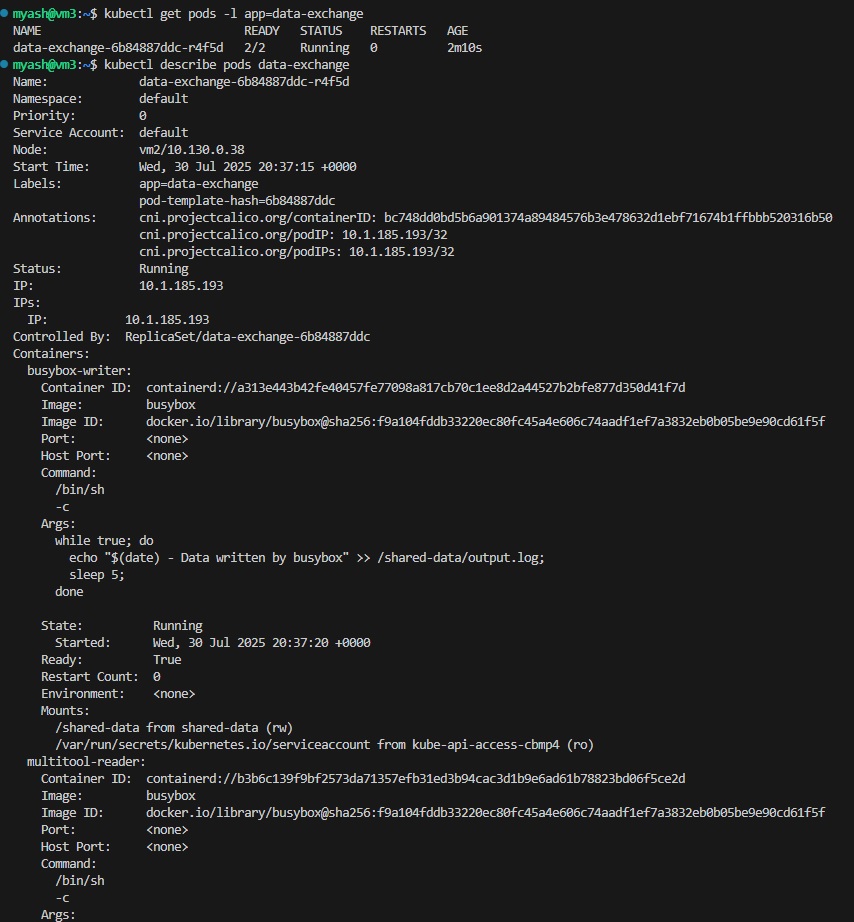 myash@vm3:~$ kubectl get pods -l app=data-exchange
NAME                             READY   STATUS    RESTARTS   AGE
data-exchange-6b84887ddc-r4f5d   2/2     Running   0          2m10s
myash@vm3:~$ kubectl describe pods data-exchange
Name:             data-exchange-6b84887ddc-r4f5d
Namespace:        default
Priority:         0
Service Account:  default
Node:             vm2/10.130.0.38
Start Time:       Wed, 30 Jul 2025 20:37:15 +0000
Labels:           app=data-exchange
                  pod-template-hash=6b84887ddc
Annotations:      cni.projectcalico.org/containerID: bc748dd0bd5b6a901374a89484576b3e478632d1ebf71674b1ffbbb520316b50
                  cni.projectcalico.org/podIP: 10.1.185.193/32
                  cni.projectcalico.org/podIPs: 10.1.185.193/32
Status:           Running
IP:               10.1.185.193
IPs:
  IP:           10.1.185.193
Controlled By:  ReplicaSet/data-exchange-6b84887ddc
Containers:
  busybox-writer:
    Container ID:  containerd://a313e443b42fe40457fe77098a817cb70c1ee8d2a44527b2bfe877d350d41f7d
    Image:         busybox
    Image ID:      docker.io/library/busybox@sha256:f9a104fddb33220ec80fc45a4e606c74aadf1ef7a3832eb0b05be9e90cd61f5f
    Port:          <none>
    Host Port:     <none>
    Command:
      /bin/sh
      -c
    Args:
      while true; do
        echo "$(date) - Data written by busybox" >> /shared-data/output.log;
        sleep 5;
      done
    State:          Running
      Started:      Wed, 30 Jul 2025 20:37:20 +0000
    Ready:          True
    Restart Count:  0
    Environment:    <none>
    Mounts:
      /shared-data from shared-data (rw)
      /var/run/secrets/kubernetes.io/serviceaccount from kube-api-access-cbmp4 (ro)
  multitool-reader:
    Container ID:  containerd://b3b6c139f9bf2573da71357efb31ed3b94cac3d1b9e6ad61b78823bd06f5ce2d
    Image:         busybox
    Image ID:      docker.io/library/busybox@sha256:f9a104fddb33220ec80fc45a4e606c74aadf1ef7a3832eb0b05be9e90cd61f5f
    Port:          <none>
    Host Port:     <none>
    Command:
      /bin/sh
      -c
    Args: